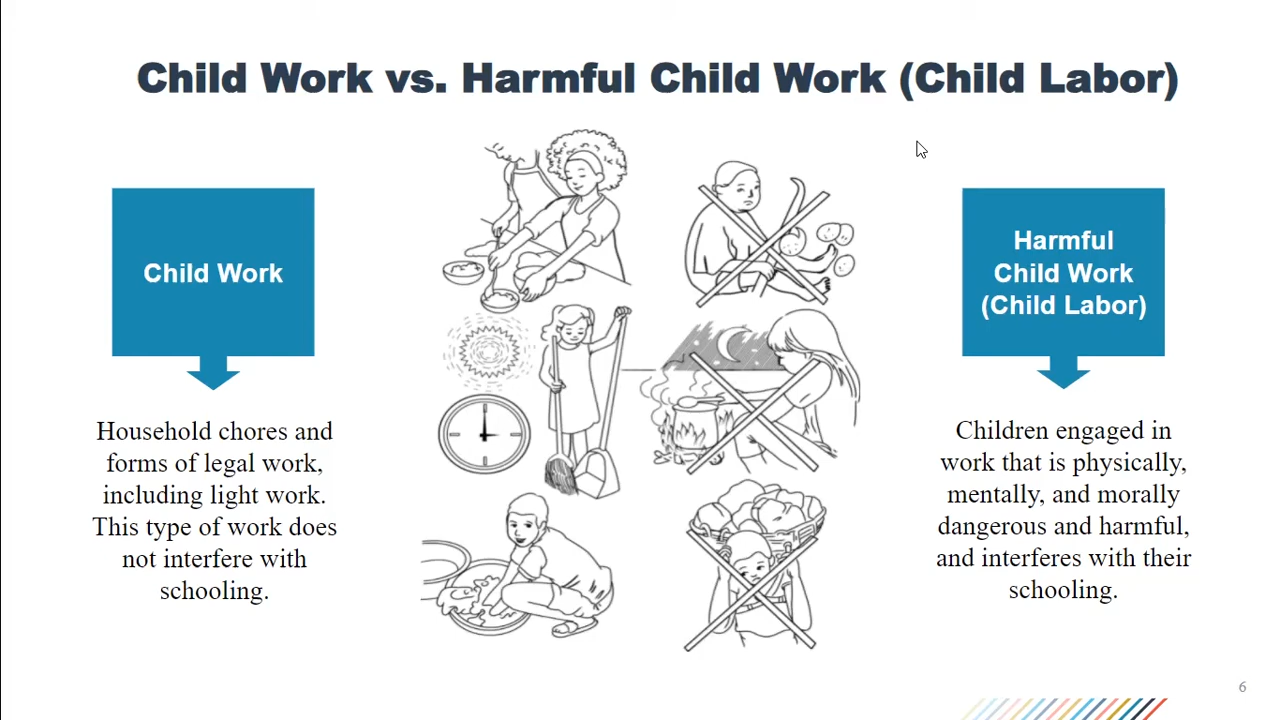 Child Work vs. Harmful Child Work (Child Labor)
Child Work
Household chores and
forms of legal work,
including light work.
This type of work does
not interfere with
schooling.
Harmful
Child Work
(Child Labor)
Children engaged in
work that is physically,
mentally, and morally
dangerous and harmful,
and interferes with their
schooling.
6